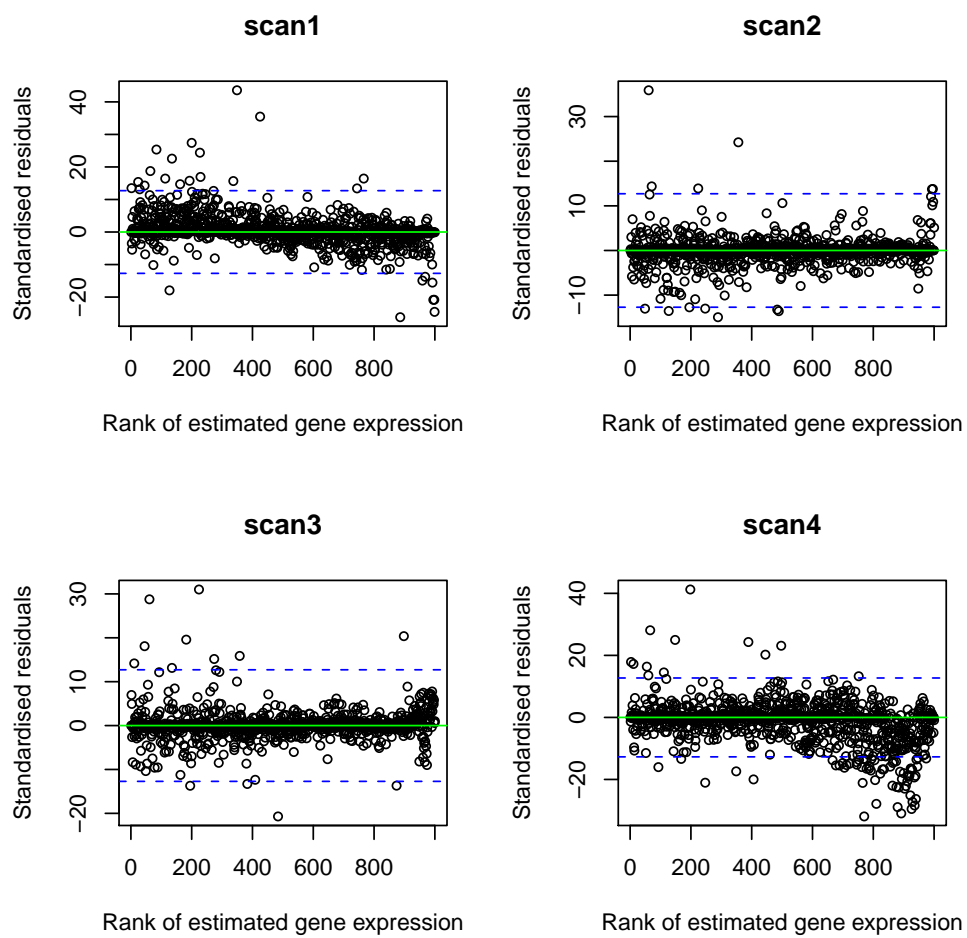 scan1
Standardised residuals
40
20
0
−20
0 200 400 600 800
Rank of estimated gene expression
scan2
Standardised residuals
30
10
−10
0 200 400 600 800
Rank of estimated gene expression
scan3
Standardised residuals
30
10
0
−20
0 200 400 600 800
Rank of estimated gene expression
scan4
Standardised residuals
40
20
0
−20
0 200 400 600 800
Rank of estimated gene expression